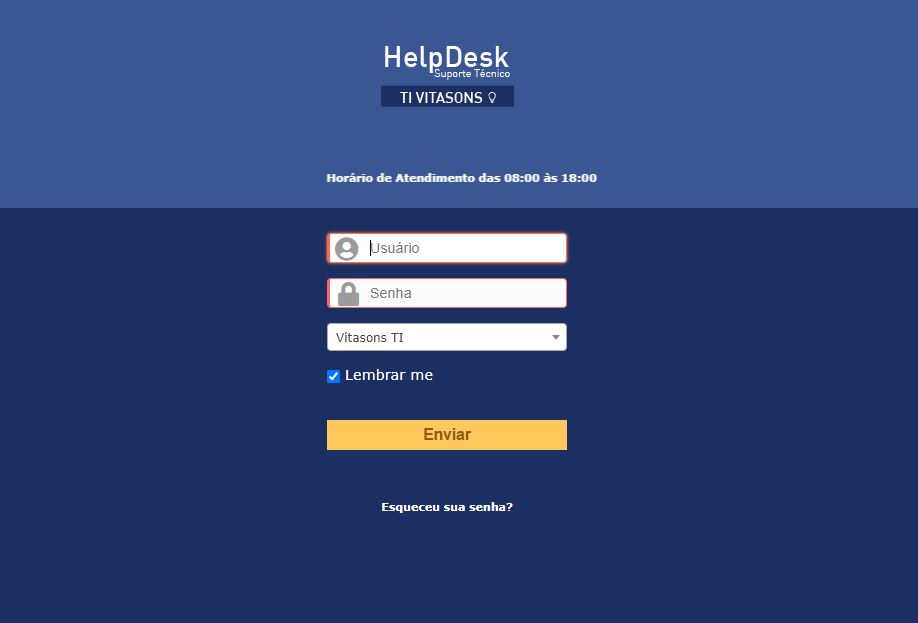 HelpDesk
Suporte Técnico
TI VITASONS
Horário de Atendimento das 08:00 às 18:00
Usuário
Senha
Vitasons TI
Lembrar me
Enviar
Esqueceu sua senha?